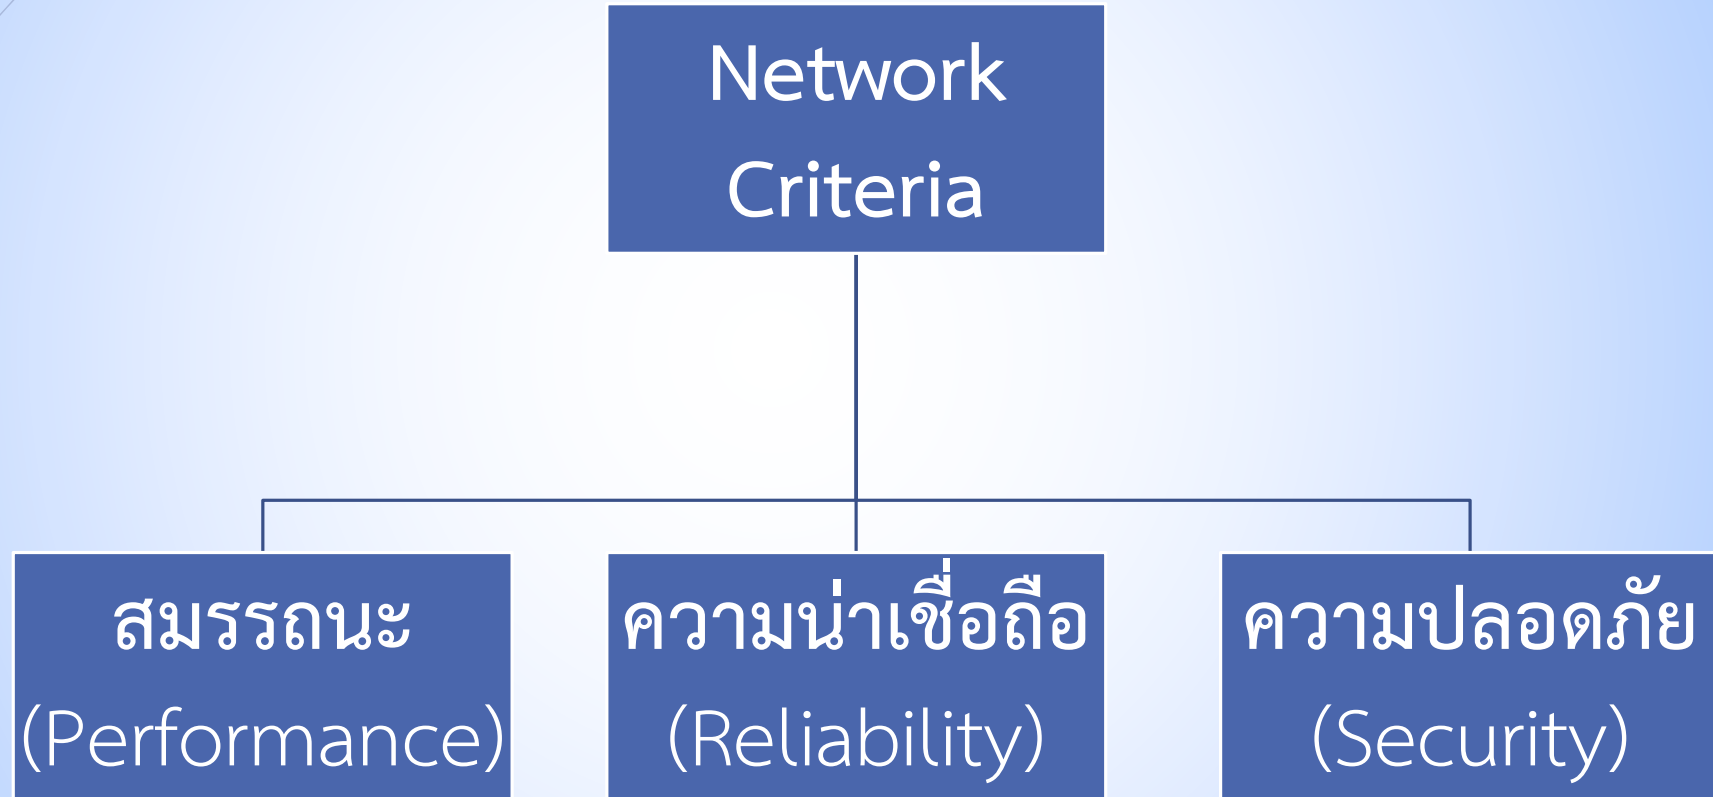 Network
Criteria
สมรรถนะ
(Performance)
ความน่าเชื่อถือ
(Reliability)
ความปลอดภัย
(Security)